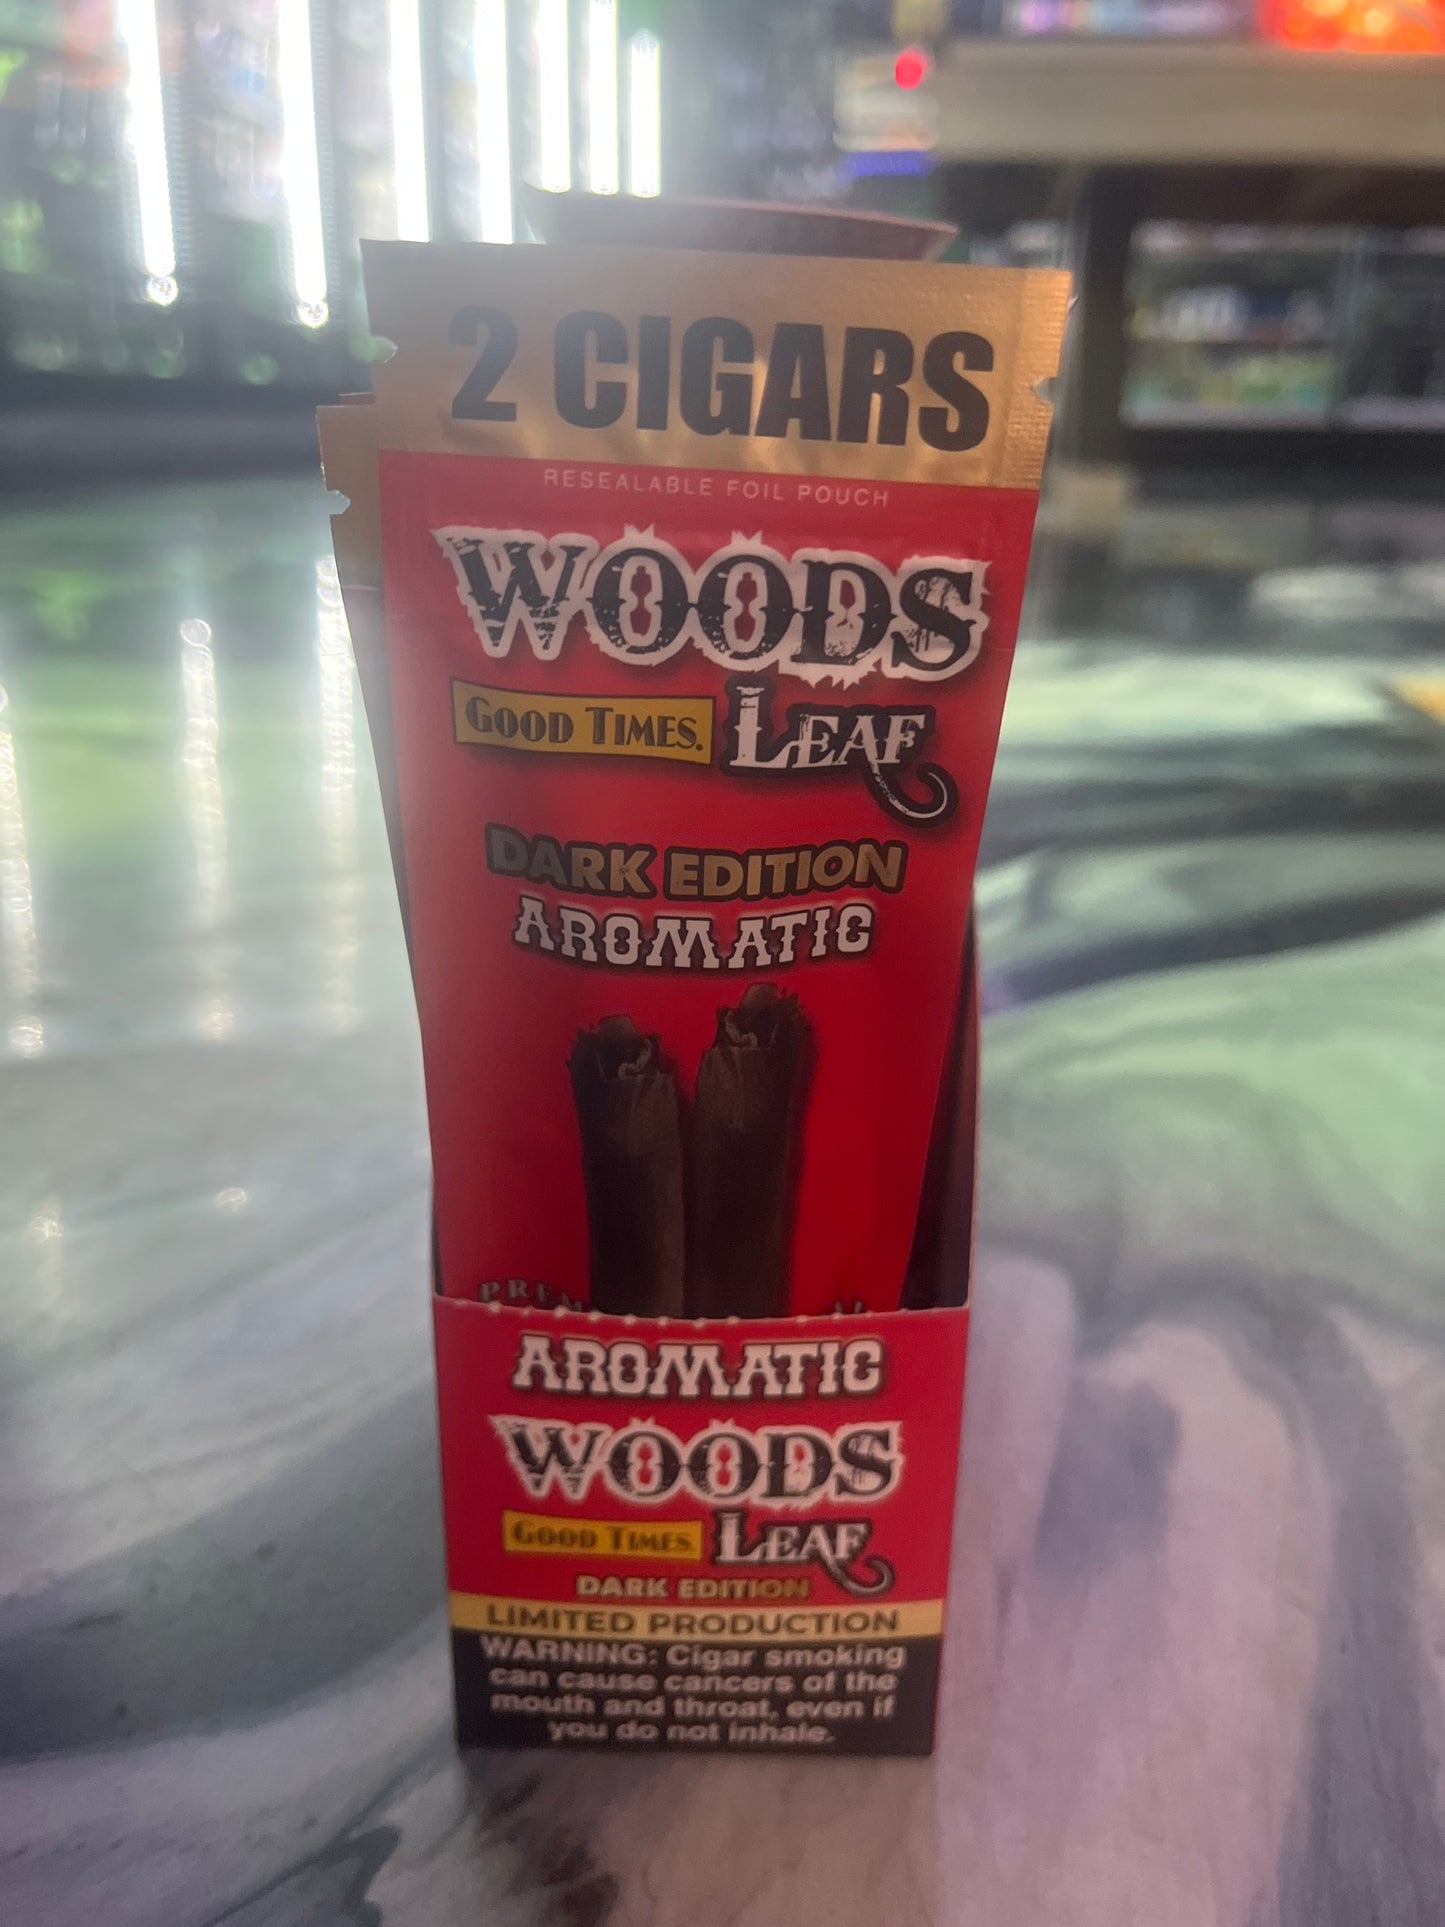 2 CIGARS
RESEALABLE FOIL POUCH
WOODS
GOOD TIMES. LEAF
DARK EDITION
AROMATIC
AROMATIC
WOODS
GOOD TIMES. LEAF
DARK EDITION
LIMITED PRODUCTION
WARNING: Cigar smoking
can cause cancers of the
mouth and throat, even if
you do not inhale.